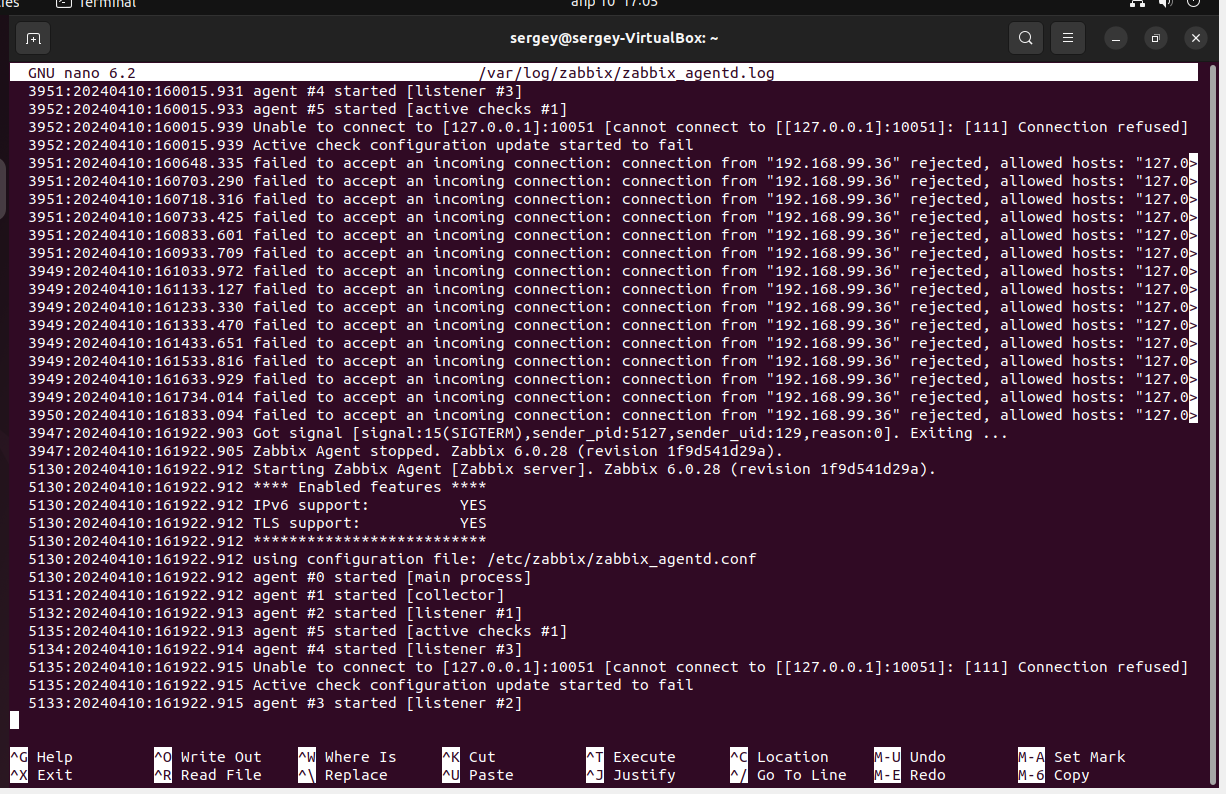 Terminal
апр 10 17:03
sergey@sergey-VirtualBox: ~
GNU nano 6.2 /var/log/zabbix/zabbix_agentd.log
3951:20240410:160015.931 agent #4 started [listener #3]
3952:20240410:160015.933 agent #5 started [active checks #1]
3952:20240410:160015.939 Unable to connect to [127.0.0.1]:10051 [cannot connect to [[127.0.0.1]:10051]: [111] Connection refused]
3952:20240410:160015.939 Active check configuration update started to fail
3951:20240410:160648.335 failed to accept an incoming connection: connection from "192.168.99.36" rejected, allowed hosts: "127.0>
3951:20240410:160703.290 failed to accept an incoming connection: connection from "192.168.99.36" rejected, allowed hosts: "127.0>
3951:20240410:160718.316 failed to accept an incoming connection: connection from "192.168.99.36" rejected, allowed hosts: "127.0>
3951:20240410:160733.425 failed to accept an incoming connection: connection from "192.168.99.36" rejected, allowed hosts: "127.0>
3951:20240410:160833.601 failed to accept an incoming connection: connection from "192.168.99.36" rejected, allowed hosts: "127.0>
3951:20240410:160933.709 failed to accept an incoming connection: connection from "192.168.99.36" rejected, allowed hosts: "127.0>
3949:20240410:161033.972 failed to accept an incoming connection: connection from "192.168.99.36" rejected, allowed hosts: "127.0>
3949:20240410:161133.127 failed to accept an incoming connection: connection from "192.168.99.36" rejected, allowed hosts: "127.0>
3949:20240410:161233.330 failed to accept an incoming connection: connection from "192.168.99.36" rejected, allowed hosts: "127.0>
3949:20240410:161333.470 failed to accept an incoming connection: connection from "192.168.99.36" rejected, allowed hosts: "127.0>
3949:20240410:161433.651 failed to accept an incoming connection: connection from "192.168.99.36" rejected, allowed hosts: "127.0>
3949:20240410:161533.816 failed to accept an incoming connection: connection from "192.168.99.36" rejected, allowed hosts: "127.0>
3949:20240410:161633.929 failed to accept an incoming connection: connection from "192.168.99.36" rejected, allowed hosts: "127.0>
3949:20240410:161734.014 failed to accept an incoming connection: connection from "192.168.99.36" rejected, allowed hosts: "127.0>
3950:20240410:161833.094 failed to accept an incoming connection: connection from "192.168.99.36" rejected, allowed hosts: "127.0>
3947:20240410:161922.903 Got signal [signal:15(SIGTERM),sender_pid:5127,sender_uid:129,reason:0]. Exiting ...
3947:20240410:161922.905 Zabbix Agent stopped. Zabbix 6.0.28 (revision 1f9d541d29a).
5130:20240410:161922.912 Starting Zabbix Agent [Zabbix server]. Zabbix 6.0.28 (revision 1f9d541d29a).
5130:20240410:161922.912 **** Enabled features ****
5130:20240410:161922.912 IPv6 support: YES
5130:20240410:161922.912 TLS support: YES
5130:20240410:161922.912 **************************
5130:20240410:161922.912 using configuration file: /etc/zabbix/zabbix_agentd.conf
5130:20240410:161922.912 agent #0 started [main process]
5131:20240410:161922.912 agent #1 started [collector]
5132:20240410:161922.913 agent #2 started [listener #1]
5135:20240410:161922.913 agent #5 started [active checks #1]
5134:20240410:161922.914 agent #4 started [listener #3]
5135:20240410:161922.915 Unable to connect to [127.0.0.1]:10051 [cannot connect to [[127.0.0.1]:10051]: [111] Connection refused]
5135:20240410:161922.915 Active check configuration update started to fail
5133:20240410:161922.915 agent #3 started [listener #2]
^G Help ^O Write Out ^W Where Is ^K Cut ^T Execute ^C Location M-U Undo M-A Set Mark
^X Exit ^R Read File ^\ Replace ^U Paste ^J Justify ^/ Go To Line M-E Redo M-6 Copy